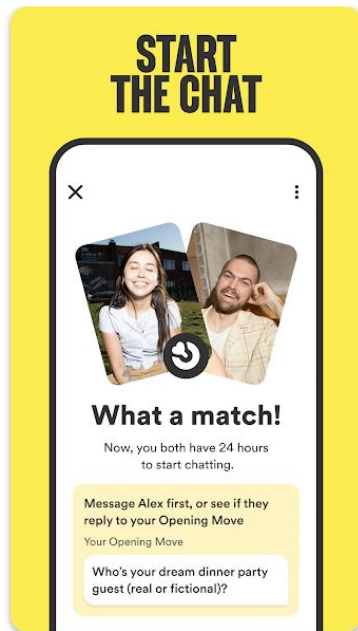 START
THE CHAT
What a match!
Now, you both have 24 hours
to start chatting.
Message Alex first, or see if they
reply to your Opening Move
Your Opening Move
Who's your dream dinner party
guest (real or fictional)?